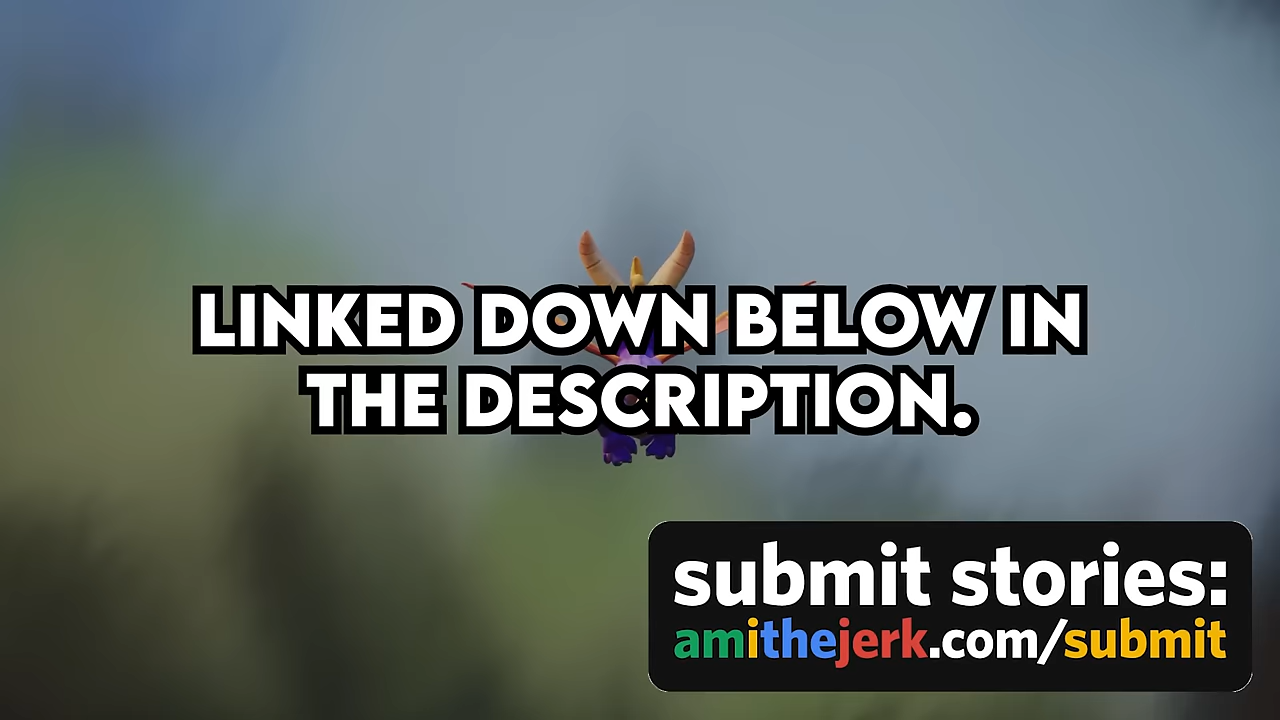 LINKED DOWN BELOW IN
THE DESCRIPTION.
submit stories:
amithejerk.com/submit